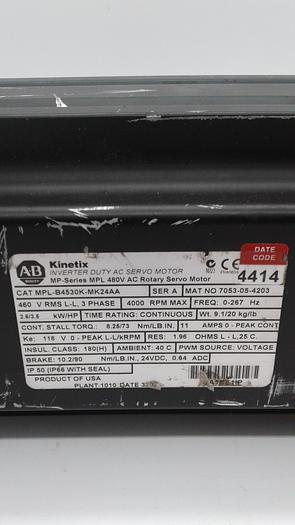 DATE
CODE
4414
AB
Kinetix
INVERTER DUTY AC SERVO MOTOR
MP-Series MPL 480V AC Rotary Servo Motor
CAT MPL-B4530K-MK24AA SER A MAT NO 7053-05-4203
460 V RMS L-L, 3 PHASE 4000 RPM MAX FREQ: 0-267 Hz
2.6/3.5 kW/HP TIME RATING: CONTINUOUS Wt. 9.1/20 kg/lb
CONT. STALL TORQ.: 8.25/73 Nm/LB.IN. 11 AMPS 0 - PEAK CONT
Ke: 118 V 0 - PEAK L-L/kRPM RES: 1.96 OHMS L - L,25 C.
INSUL. CLASS: 180(H) AMBIENT: 40 C PWM SOURCE: VOLTAGE
BRAKE: 10.2/90 Nm/LB.IN., 24VDC, 0.64 ADC
IP 50 (IP66 WITH SEAL)
PRODUCT OF USA
PLANT:1010 DATE